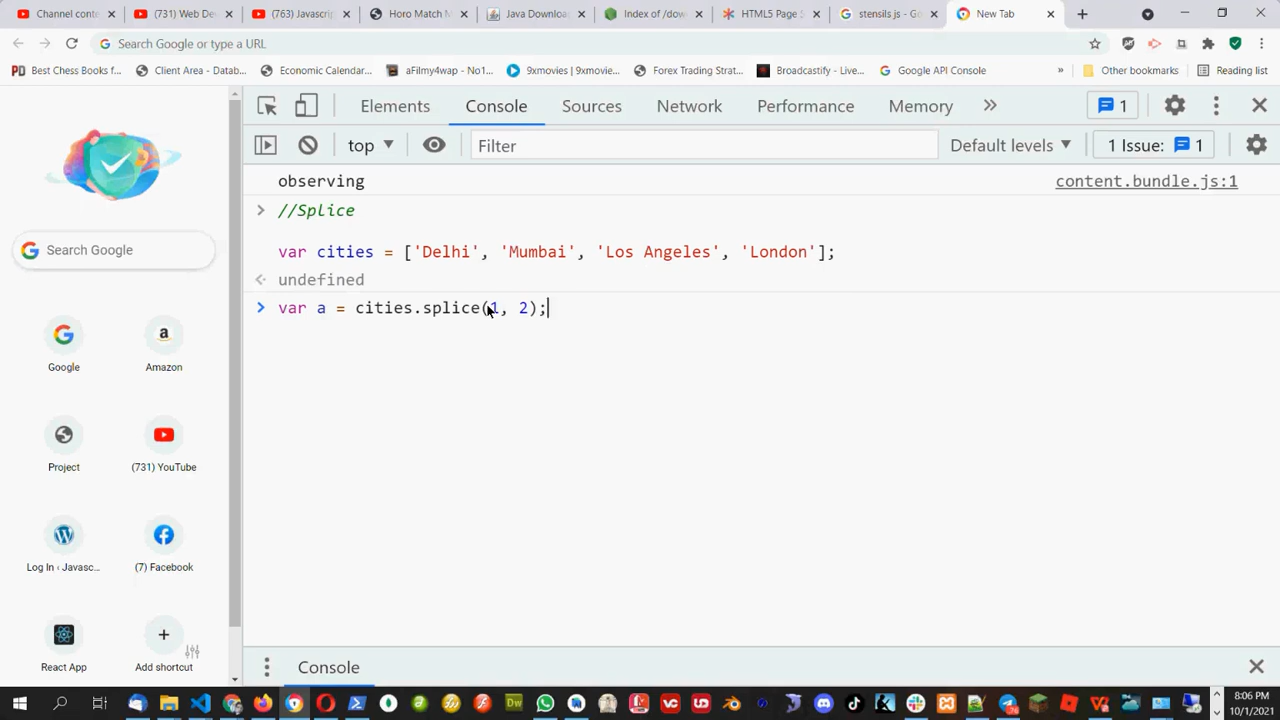 Channel conte
(731) Web De
(763) Javascrip
Horo Match M
Java Downloa
Index of /dow
HTML5 Page S
stensils js - Go
New Tab
Search Google or type a URL
Best Chess Books f...
Client Area - Datab...
Economic Calendar...
aFilmy4wap - No1...
9xmovies | 9xmovie...
Forex Trading Strat...
Broadcastify - Live...
Google API Console
»
Other bookmarks
Reading list
Elements
Console
Sources
Network
Performance
Memory
»
1
top
Filter
Default levels
1 Issue:
1
observing
content.bundle.js:1
//Splice
var cities = ['Delhi', 'Mumbai', 'Los Angeles', 'London'];
undefined
var a = cities.splice(1, 2);
Search Google
Google
Amazon
Project
(731) YouTube
Log In ‹ Javasc...
(7) Facebook
React App
Add shortcut
Console
8:06 PM
10/1/2021